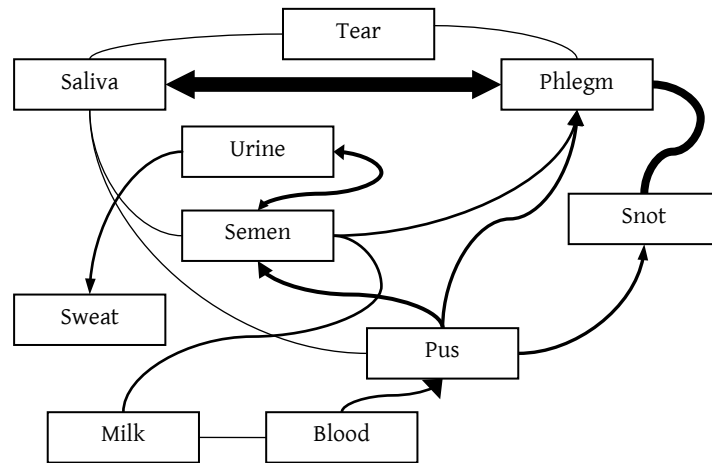 Tear
Saliva
Phlegm
Urine
Snot
Semen
Sweat
Pus
Milk
Blood